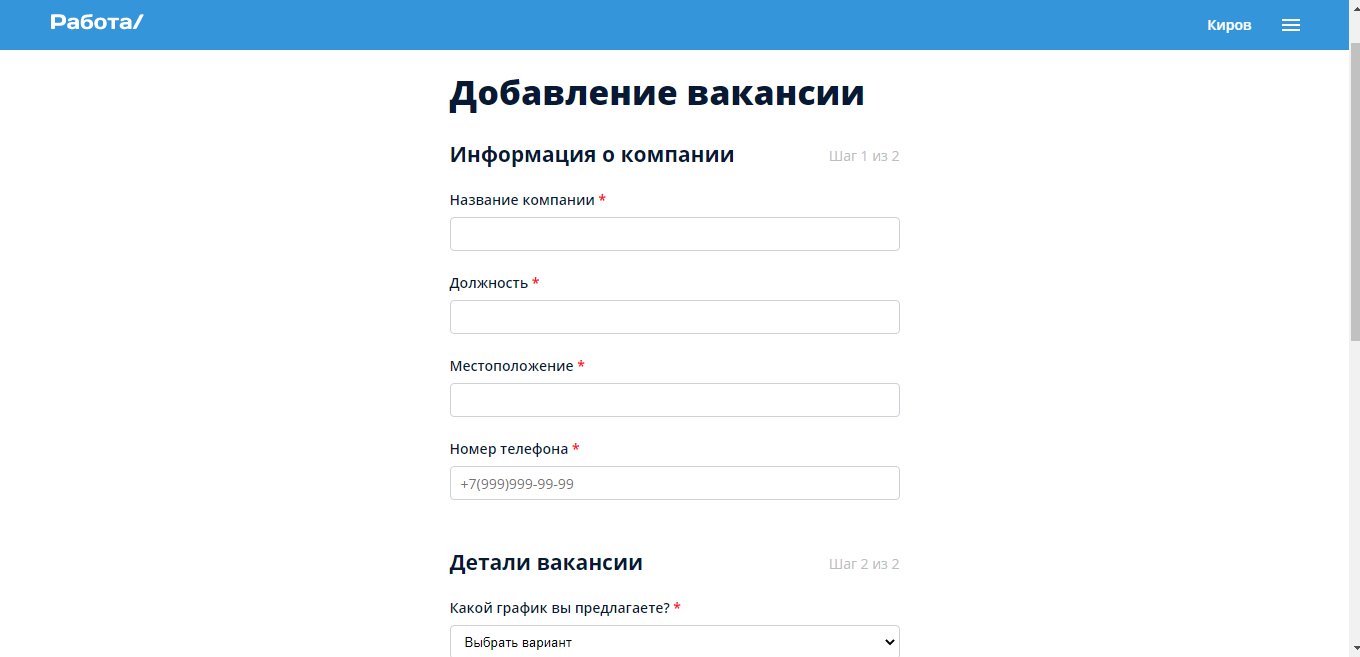 Работа/
Киров
Добавление вакансии
Информация о компании
Шаг 1 из 2
Название компании *
Должность *
Местоположение *
Номер телефона *
+7(999)999-99-99
Детали вакансии
Шаг 2 из 2
Какой график вы предлагаете? *
Выбрать вариант